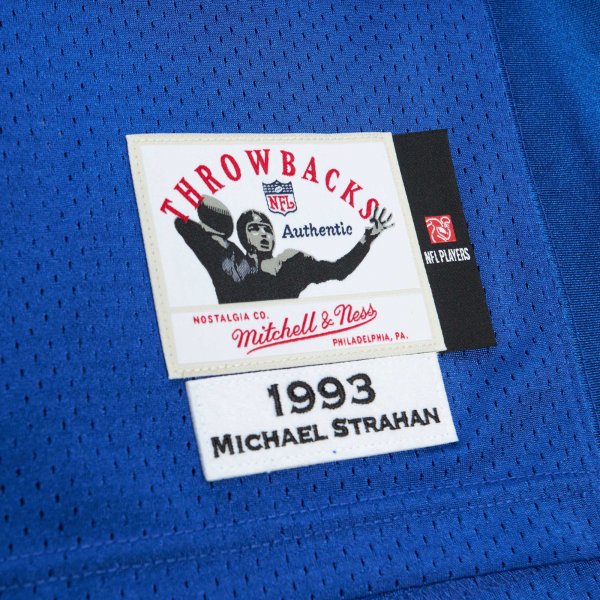 THROWBACKS
NFL
Authentic
NFL PLAYERS
NOSTALGIA CO.
Mitchell & Ness
PHILADELPHIA, PA.
1993
MICHAEL STRAHAN